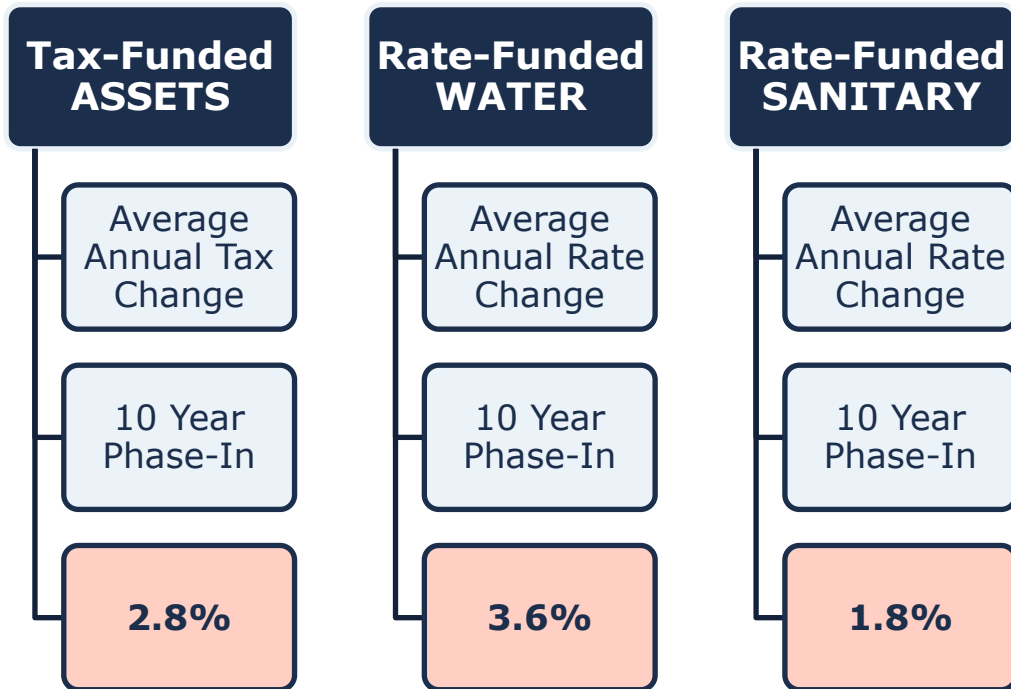 Tax-Funded
ASSETS
Average
Annual Tax
Change
10 Year
Phase-In
2.8%
Rate-Funded
WATER
Average
Annual Rate
Change
10 Year
Phase-In
3.6%
Rate-Funded
SANITARY
Average
Annual Rate
Change
10 Year
Phase-In
1.8%